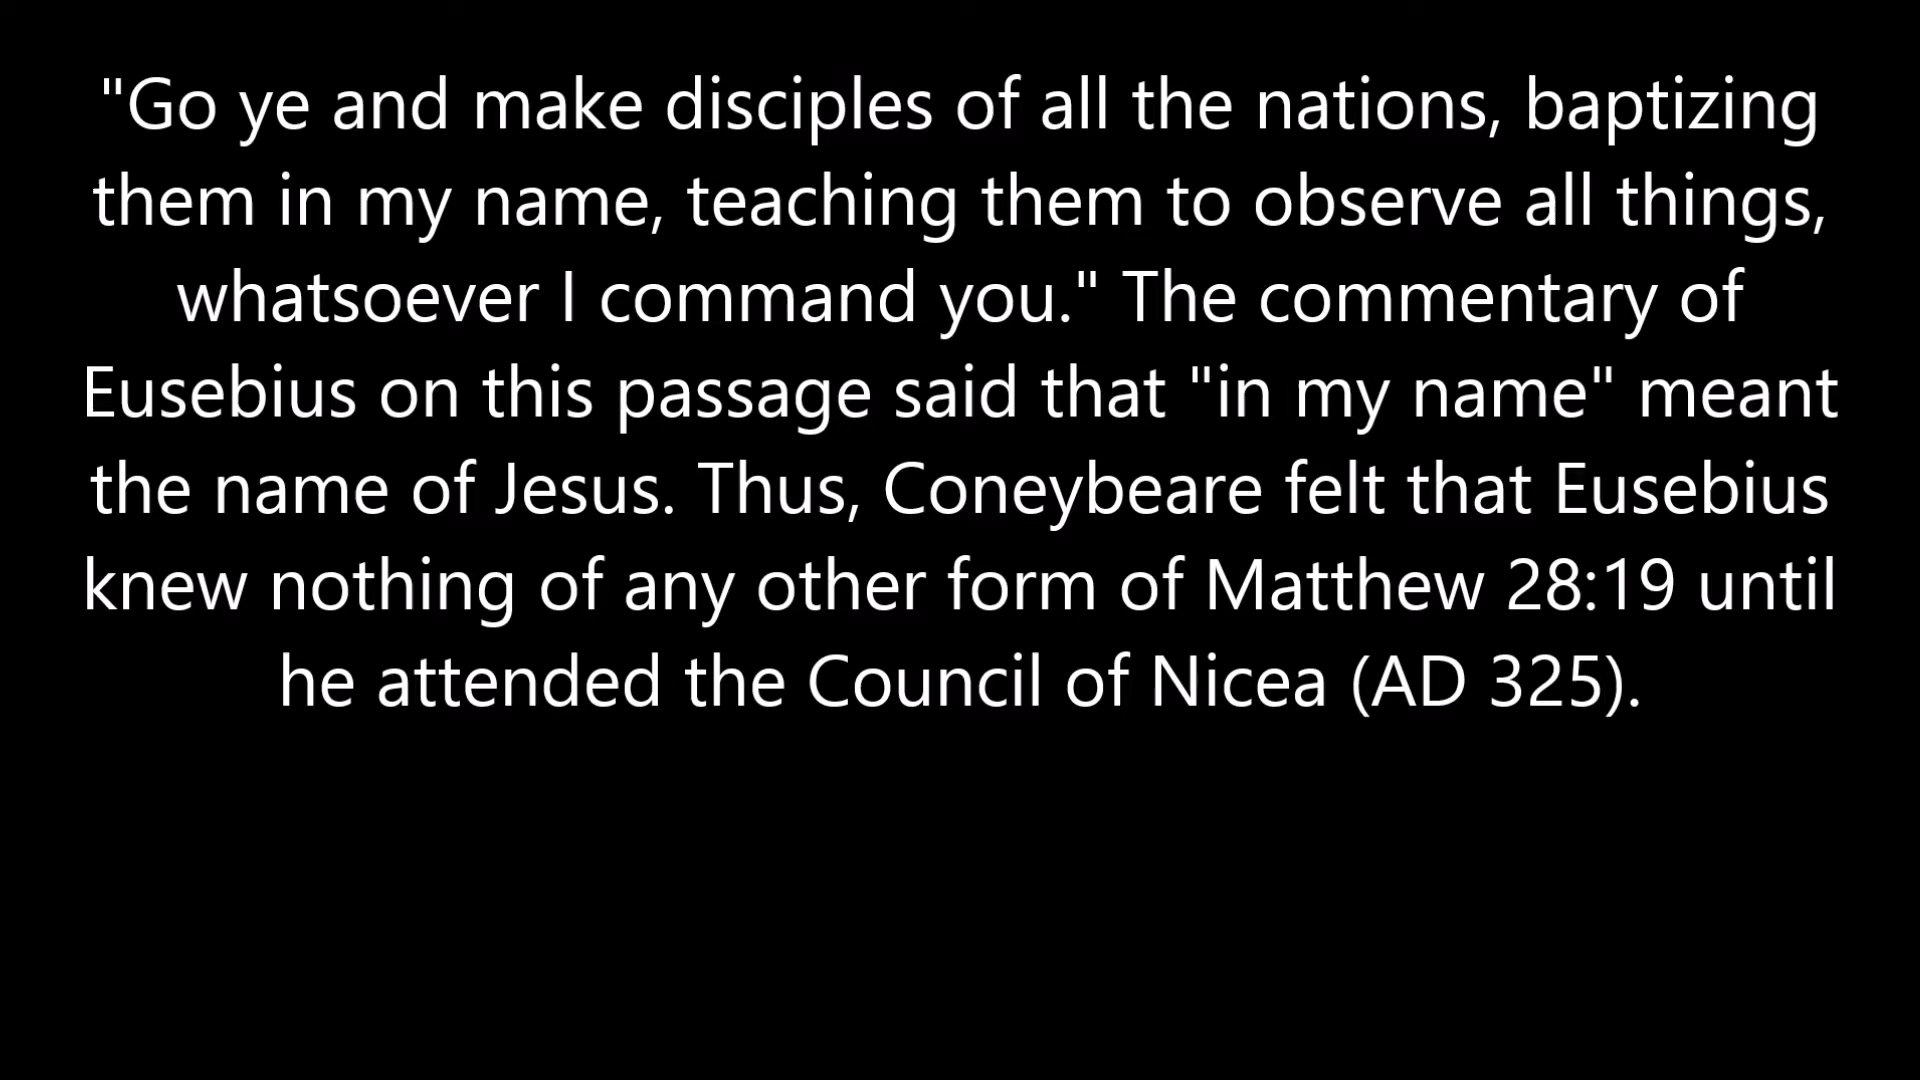 "Go ye and make disciples of all the nations, baptizing
them in my name, teaching them to observe all things,
whatsoever I command you." The commentary of
Eusebius on this passage said that "in my name" meant
the name of Jesus. Thus, Coneybeare felt that Eusebius
knew nothing of any other form of Matthew 28:19 until
he attended the Council of Nicea (AD 325).